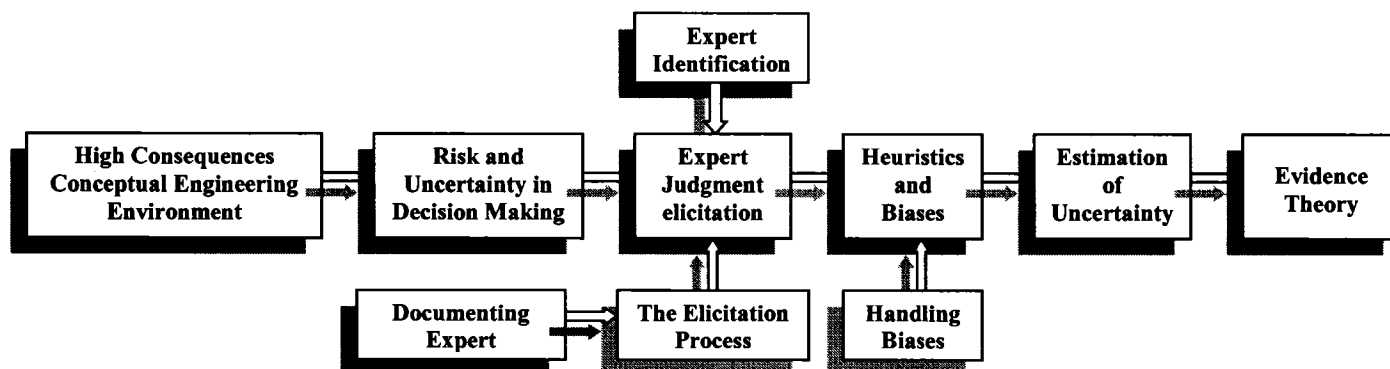 Expert
Identification
High Consequences
Conceptual Engineering
Environment
Risk and
Uncertainty in
Decision Making
Expert
Judgment
elicitation
Heuristics
and
Biases
Estimation
of
Uncertainty
Evidence
Theory
Documenting
Expert
The Elicitation
Process
Handling
Biases